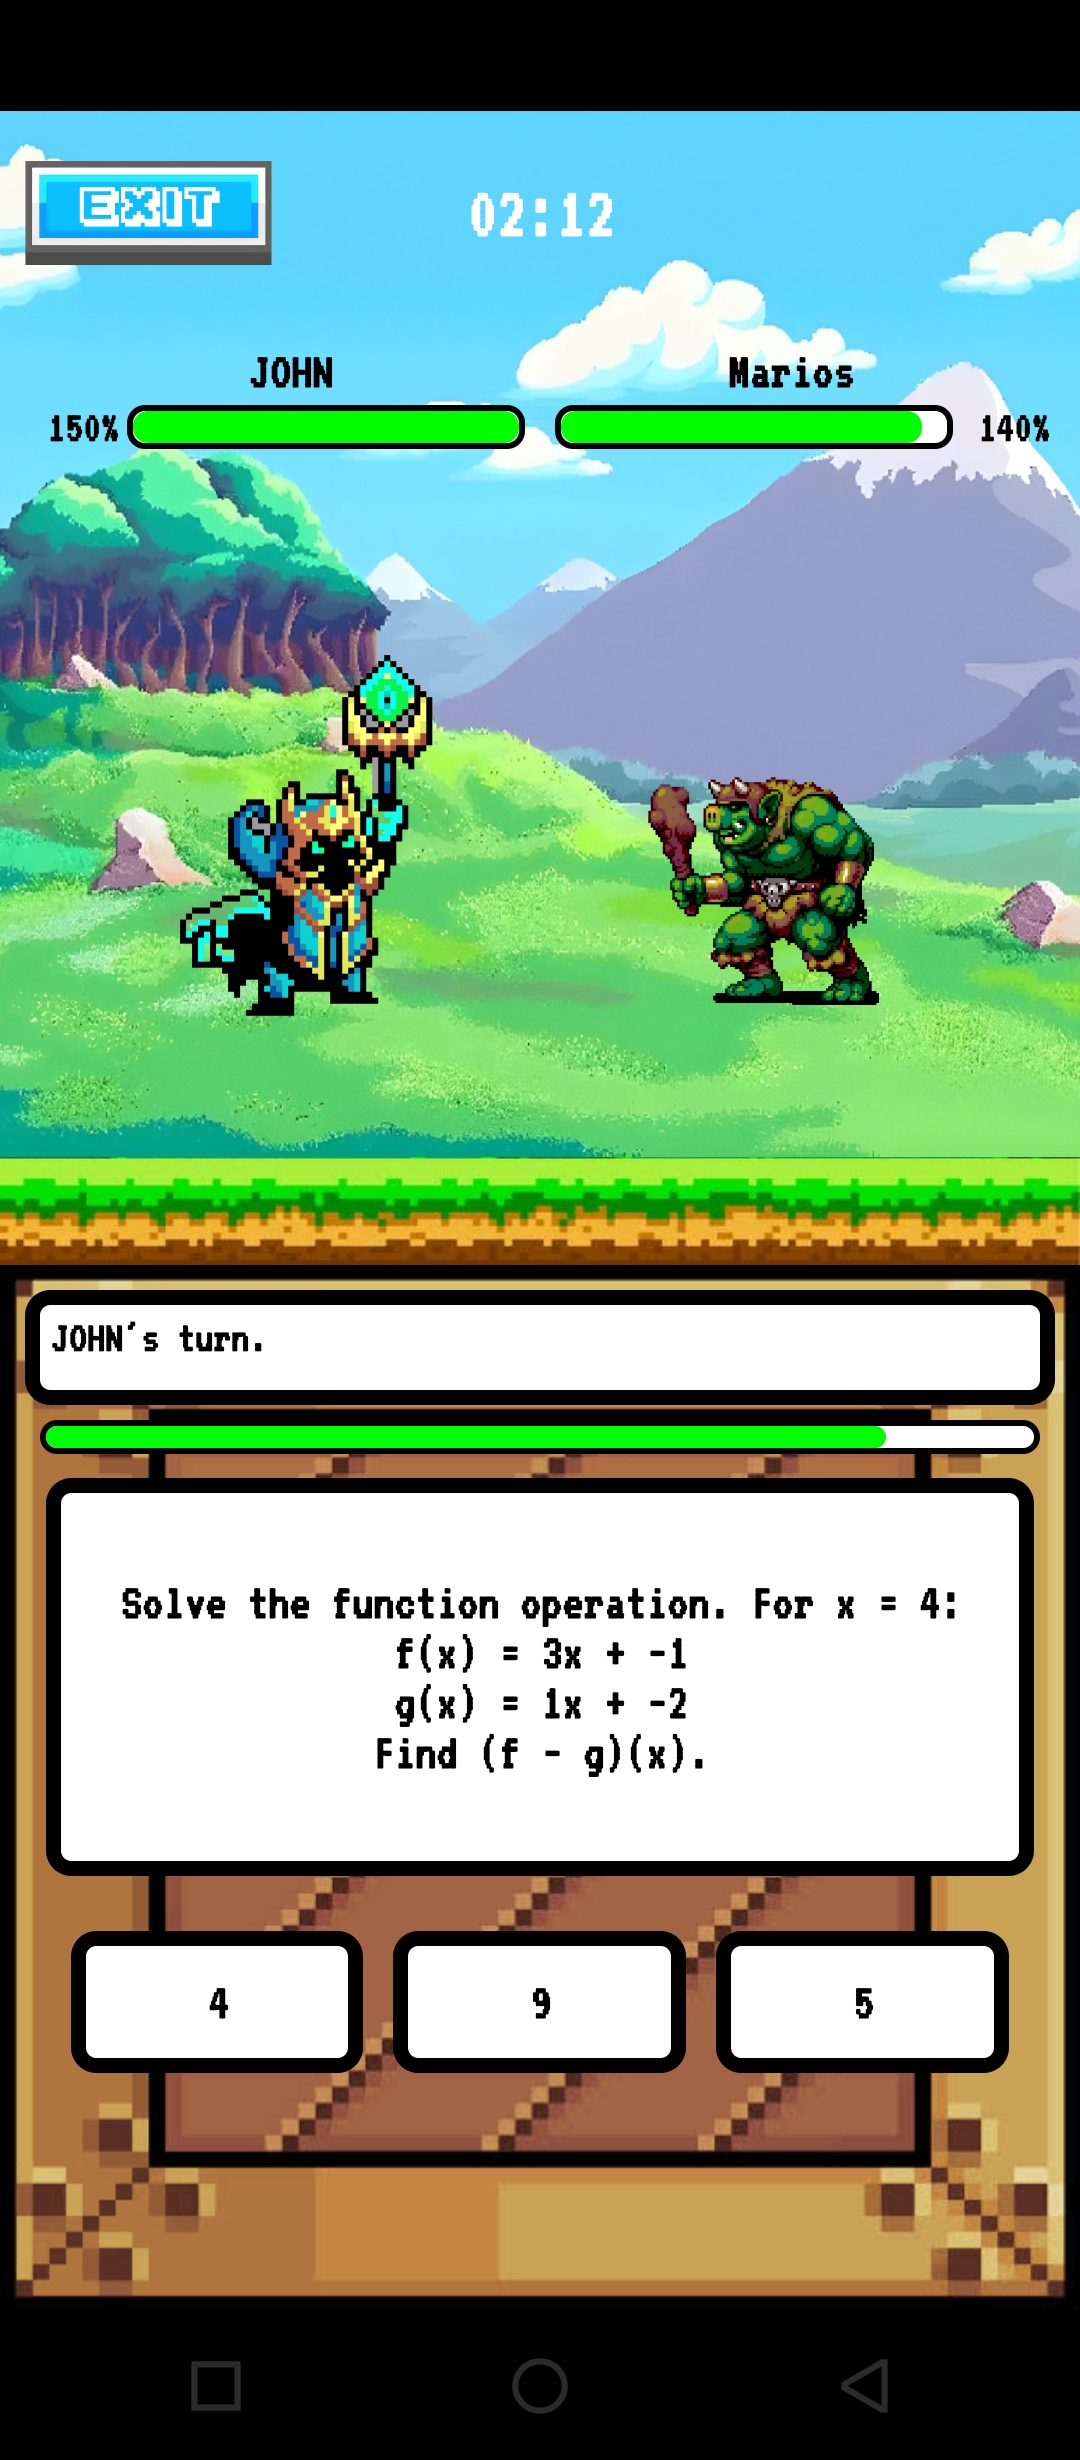 EXIT
02:12
JOHN
Marios
150%
140%
JOHN´s turn.
Solve the function operation. For x = 4:
f(x) = 3x + -1
g(x) = 1x + -2
Find (f - g)(x).
4
9
5